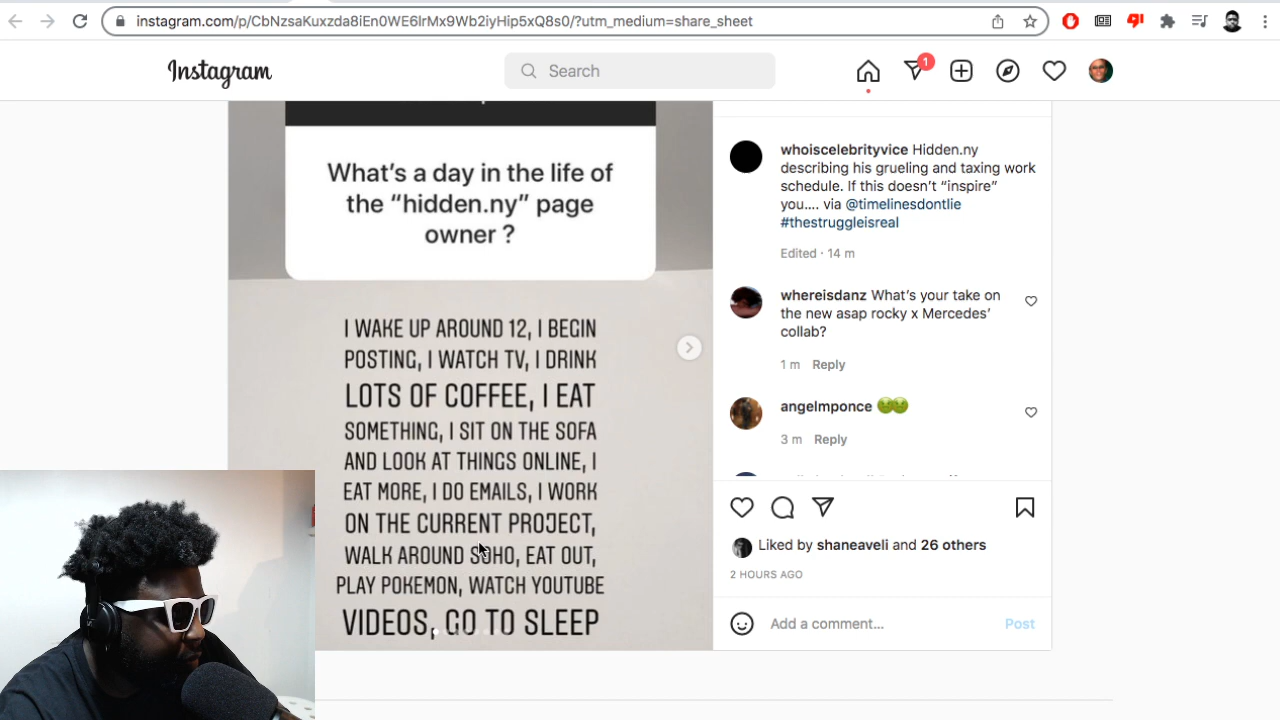 instagram.com/p/CbNzsaKuxzda8iEn0WE6IrMx9Wb2iyHip5xQ8s0/?utm_medium=share_sheet
Instagram
Search
1
What's a day in the life of
the "hidden.ny" page
owner ?
I WAKE UP AROUND 12, I BEGIN
POSTING, I WATCH TV, I DRINK
LOTS OF COFFEE, I EAT
SOMETHING, I SIT ON THE SOFA
AND LOOK AT THINGS ONLINE, I
EAT MORE, I DO EMAILS, I WORK
ON THE CURRENT PROJECT,
WALK AROUND SOHO, EAT OUT,
PLAY POKEMON, WATCH YOUTUBE
VIDEOS, GO TO SLEEP
whoiscelebrityvice Hidden.ny
describing his grueling and taxing work
schedule. If this doesn't "inspire"
you.... via @timelinesdontlie
#thestruggleisreal
Edited · 14 m
whereisdanz What's your take on
the new asap rocky x Mercedes'
collab?
1 m Reply
angelmponce
3 m Reply
Liked by shaneaveli and 26 others
2 HOURS AGO
Add a comment...
Post